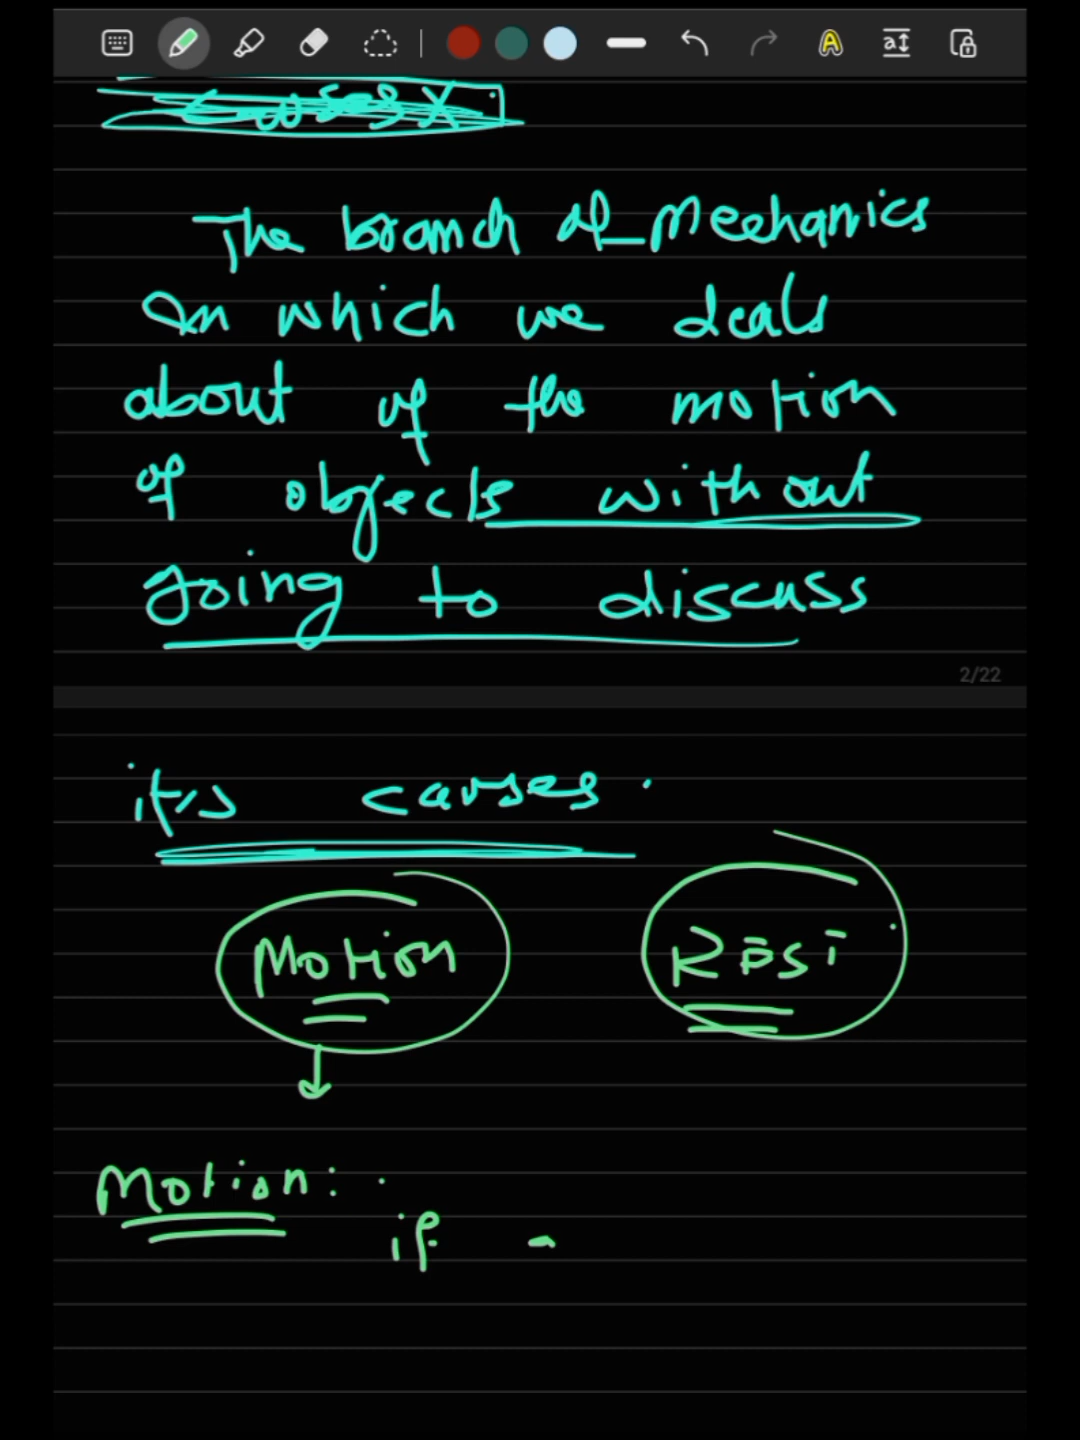 Causes X
The branch of Mechanics
In which we deals
about of the motion
of objects without
going to discuss
2/22
its causes.
Motion Rest
Motion:
if a